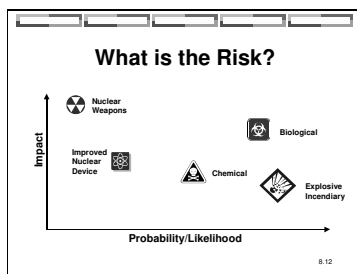 What is the Risk?
Nuclear
Weapons
Biological
Improved
Nuclear
Device
Chemical
Explosive
Incendiary
Impact
Probability/Likelihood
8.12